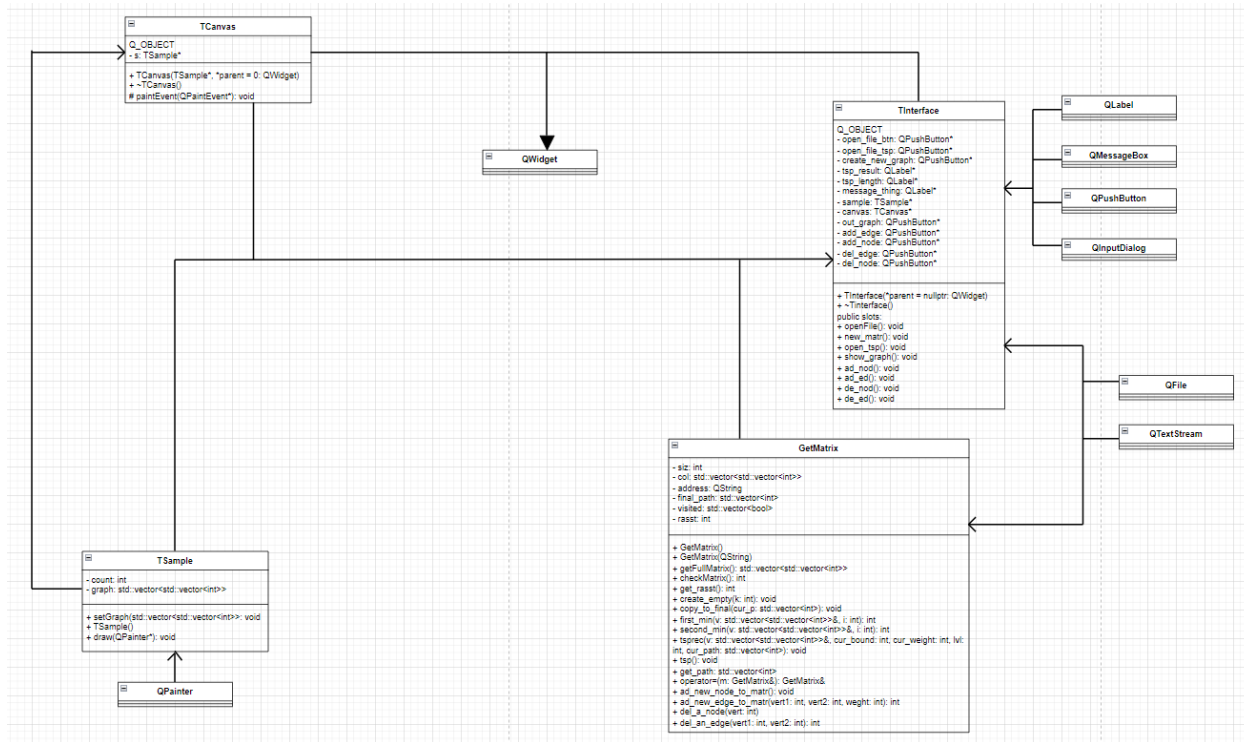 TCanvas
Q_OBJECT
- s: TSample*
+ TCanvas(TSample*, *parent = 0: QWidget)
+ ~TCanvas()
# paintEvent(QPaintEvent*): void
QWidget
TInterface
Q_OBJECT
- open_file_btn: QPushButton*
- open_file_tsp: QPushButton*
- create_new_graph: QPushButton*
- tsp_result: QLabel*
- tsp_length: QLabel*
- message_thing: QLabel*
- sample: TSample*
- canvas: TCanvas*
- out_graph: QPushButton*
- add_edge: QPushButton*
- add_node: QPushButton*
- del_edge: QPushButton*
- del_node: QPushButton*
+ TInterface(*parent = nullptr: QWidget)
+ ~TInterface()
public slots:
+ openFile(): void
+ new_matr(): void
+ open_tsp(): void
+ show_graph(): void
+ ad_nod(): void
+ ad_ed(): void
+ de_nod(): void
+ de_ed(): void
QLabel
QMessageBox
QPushButton
QInputDialog
QFile
QTextStream
GetMatrix
- siz: int
- col: std::vector<std::vector<int>>
- address: QString
- final_path: std::vector<int>
- visited: std::vector<bool>
- rasst: int
+ GetMatrix()
+ GetMatrix(QString)
+ getFullMatrix(): std::vector<std::vector<int>>
+ checkMatrix(): int
+ get_rasst(): int
+ create_empty(k: int): void
+ copy_to_final(cur_p: std::vector<int>): void
+ first_min(v: std::vector<std::vector<int>>&, i: int): int
+ second_min(v: std::vector<std::vector<int>>&, i: int): int
+ tsprec(v: std::vector<std::vector<int>>&, cur_bound: int, cur_weight: int, lvl:
int, cur_path: std::vector<int>): void
+ tsp(): void
+ get_path: std::vector<int>
+ operator=(m: GetMatrix&): GetMatrix&
+ ad_new_node_to_matr(): void
+ ad_new_edge_to_matr(vert1: int, vert2: int, weght: int): int
+ del_a_node(vert: int)
+ del_an_edge(vert1: int, vert2: int): int
TSample
- count: int
- graph: std::vector<std::vector<int>>
+ setGraph(std::vector<std::vector<int>>: void
+ TSample()
+ draw(QPainter*): void
QPainter